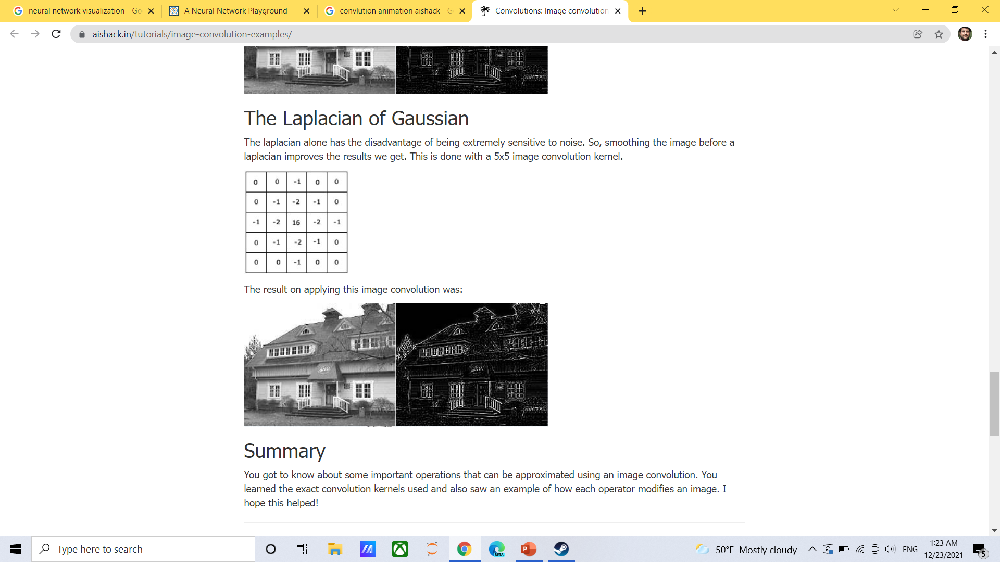 neural network visualization - Go
A Neural Network Playground
convlution animation aishack - G
Convolutions: Image convolution
aishack.in/tutorials/image-convolution-examples/
The Laplacian of Gaussian
The laplacian alone has the disadvantage of being extremely sensitive to noise. So, smoothing the image before a
laplacian improves the results we get. This is done with a 5x5 image convolution kernel.
0 0 -1 0 0
0 -1 -2 -1 0
-1 -2 16 -2 -1
0 -1 -2 -1 0
0 0 -1 0 0
The result on applying this image convolution was:
Summary
You got to know about some important operations that can be approximated using an image convolution. You
learned the exact convolution kernels used and also saw an example of how each operator modifies an image. I
hope this helped!
Type here to search
BETA
P
50°F Mostly cloudy
ENG
1:23 AM
12/23/2021
5